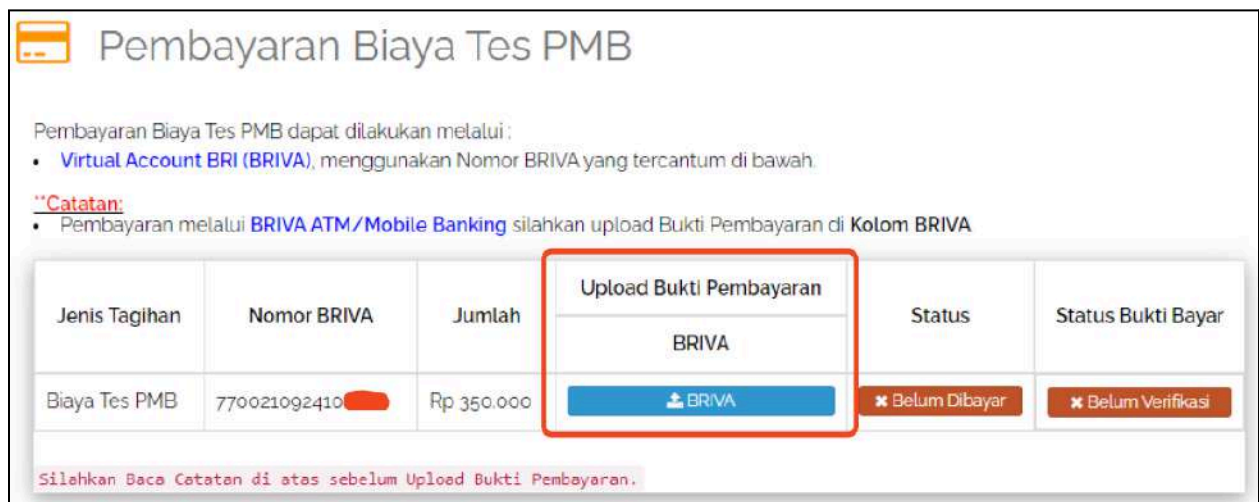 Pembayaran Biaya Tes PMB
Pembayaran Biaya Tes PMB dapat dilakukan melalui :
• Virtual Account BRI (BRIVA), menggunakan Nomor BRIVA yang tercantum di bawah.
**Catatan:
• Pembayaran melalui BRIVA ATM/Mobile Banking silahkan upload Bukti Pembayaran di Kolom BRIVA
Jenis Tagihan Nomor BRIVA Jumlah Upload Bukti Pembayaran Status Status Bukti Bayar
BRIVA
Biaya Tes PMB 770021092410 Rp 350.000 BRIVA × Belum Dibayar × Belum Verifikasi
Silahkan Baca Catatan di atas sebelum Upload Bukti Pembayaran.